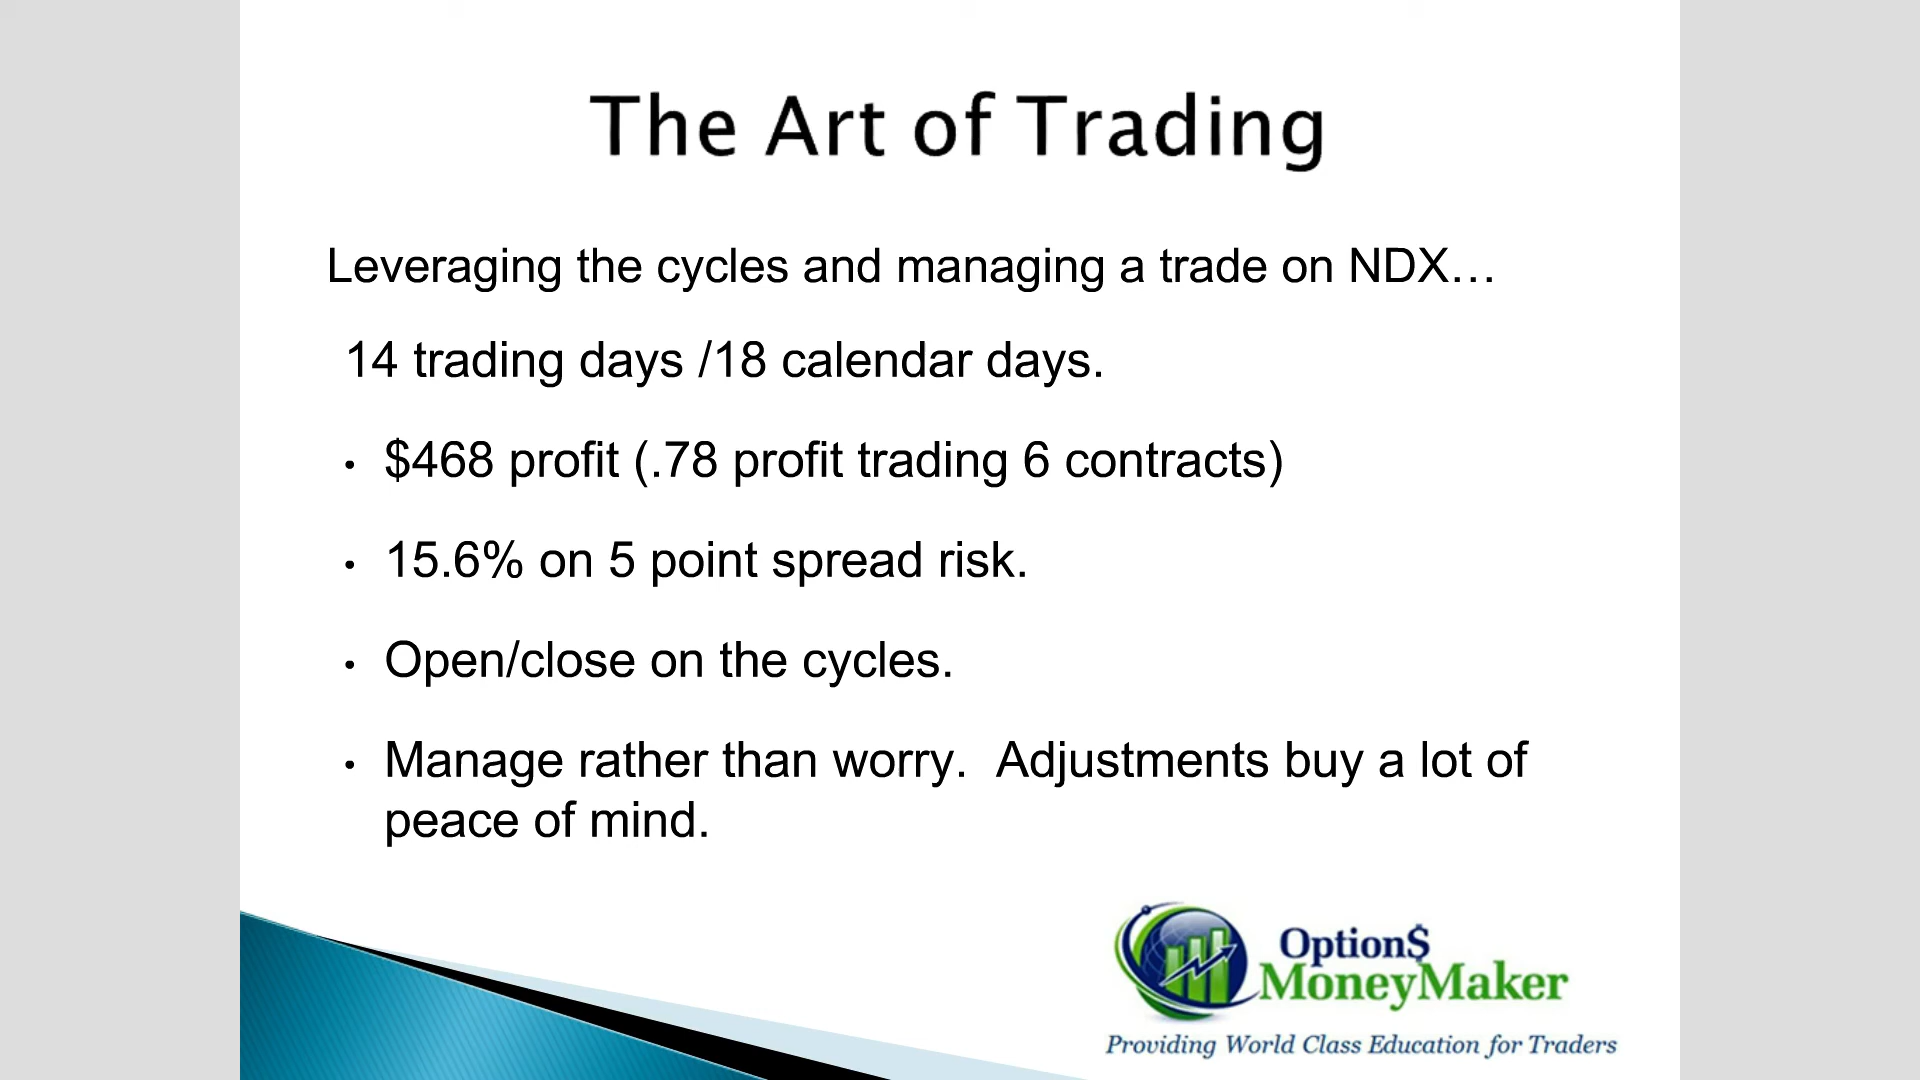 The Art of Trading
Leveraging the cycles and managing a trade on NDX…
14 trading days /18 calendar days.
• $468 profit (.78 profit trading 6 contracts)
• 15.6% on 5 point spread risk.
• Open/close on the cycles.
• Manage rather than worry.  Adjustments buy a lot of
peace of mind.
Option$
MoneyMaker
Providing World Class Education for Traders